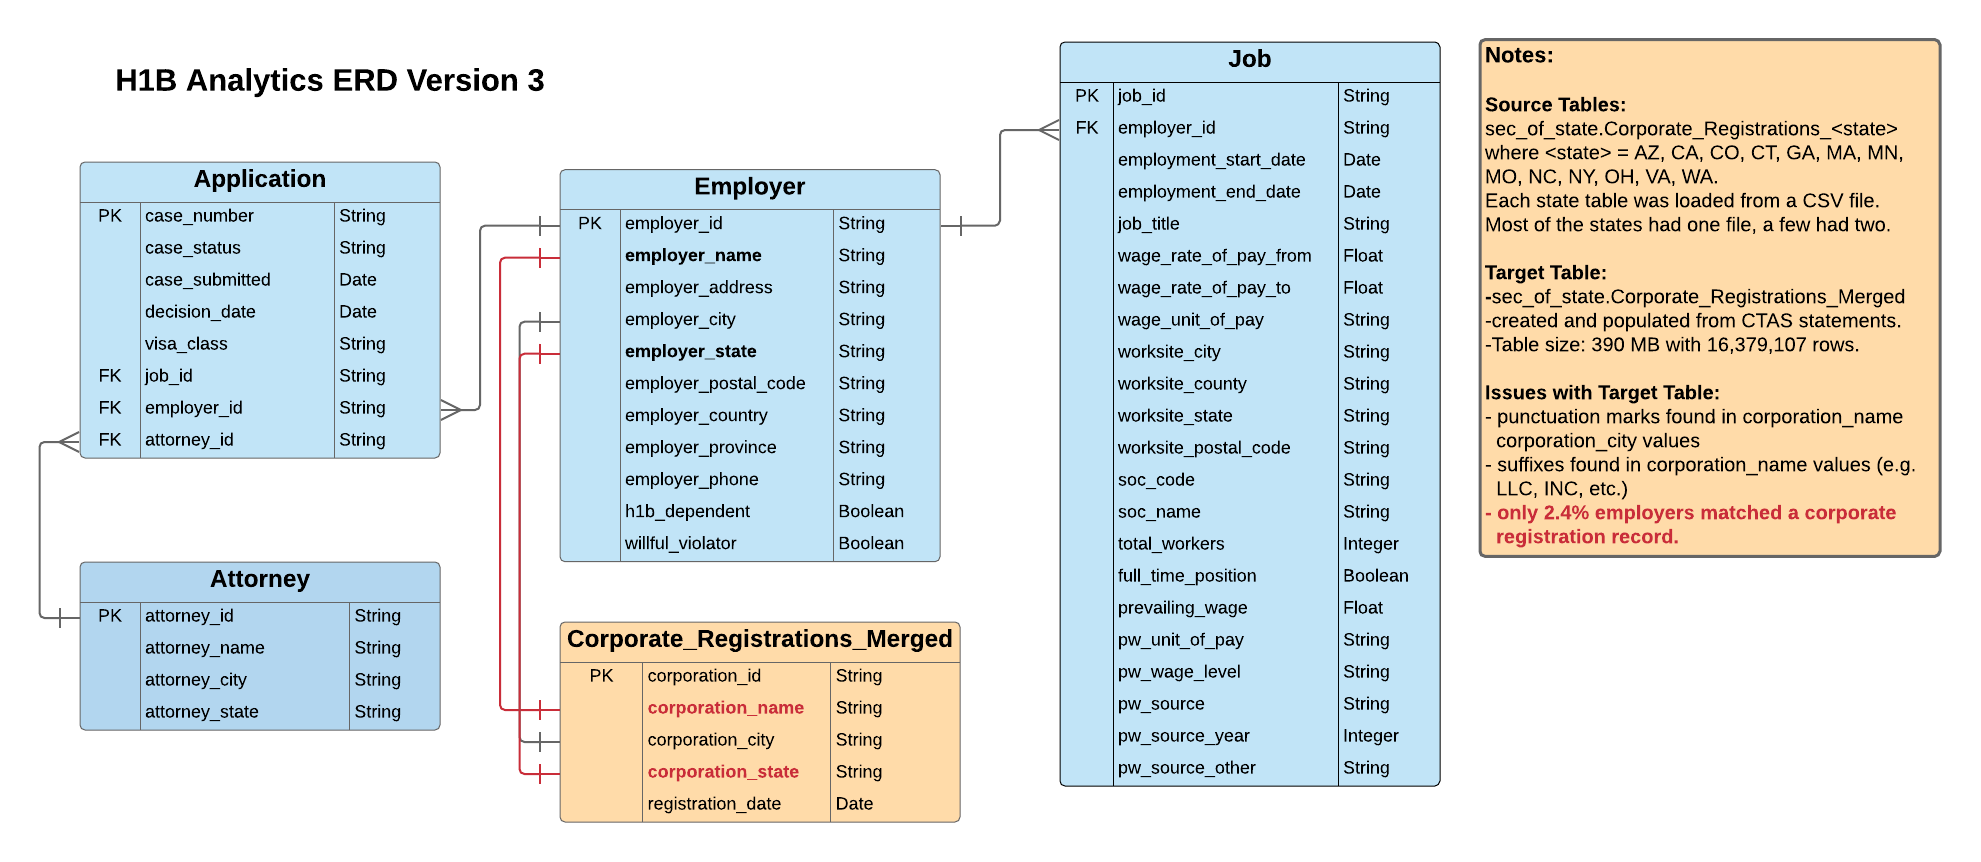 H1B Analytics ERD Version 3
Application
PK case_number String
case_status String
case_submitted Date
decision_date Date
visa_class String
FK job_id String
FK employer_id String
FK attorney_id String
Attorney
PK attorney_id String
attorney_name String
attorney_city String
attorney_state String
Employer
PK employer_id String
employer_name String
employer_address String
employer_city String
employer_state String
employer_postal_code String
employer_country String
employer_province String
employer_phone String
h1b_dependent Boolean
willful_violator Boolean
Corporate_Registrations_Merged
PK corporation_id String
corporation_name String
corporation_city String
corporation_state String
registration_date Date
Job
PK job_id String
FK employer_id String
employment_start_date Date
employment_end_date Date
job_title String
wage_rate_of_pay_from Float
wage_rate_of_pay_to Float
wage_unit_of_pay String
worksite_city String
worksite_county String
worksite_state String
worksite_postal_code String
soc_code String
soc_name String
total_workers Integer
full_time_position Boolean
prevailing_wage Float
pw_unit_of_pay String
pw_wage_level String
pw_source String
pw_source_year Integer
pw_source_other String
Notes:
Source Tables:
sec_of_state.Corporate_Registrations_<state>
where <state> = AZ, CA, CO, CT, GA, MA, MN,
MO, NC, NY, OH, VA, WA.
Each state table was loaded from a CSV file.
Most of the states had one file, a few had two.
Target Table:
-sec_of_state.Corporate_Registrations_Merged
-created and populated from CTAS statements.
-Table size: 390 MB with 16,379,107 rows.
Issues with Target Table:
- punctuation marks found in corporation_name
corporation_city values
- suffixes found in corporation_name values (e.g.
LLC, INC, etc.)
- only 2.4% employers matched a corporate
registration record.